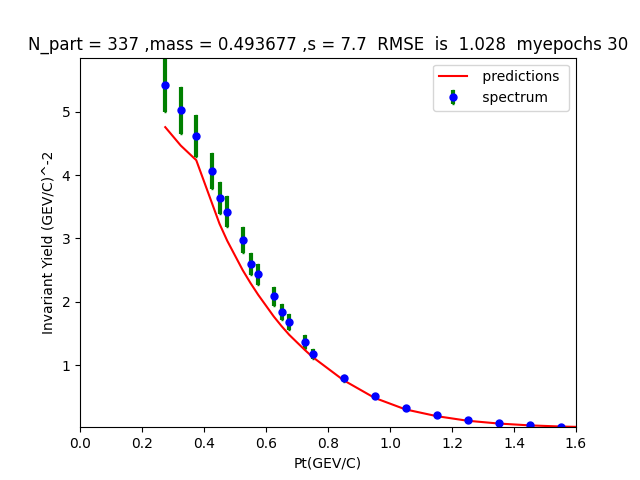 N_part = 337 ,mass = 0.493677 ,s = 7.7  RMSE  is  1.028  myepochs 30
predictions
spectrum
Invariant Yield (GEV/C)^-2
5
4
3
2
1
0.0 0.2 0.4 0.6 0.8 1.0 1.2 1.4 1.6
Pt(GEV/C)